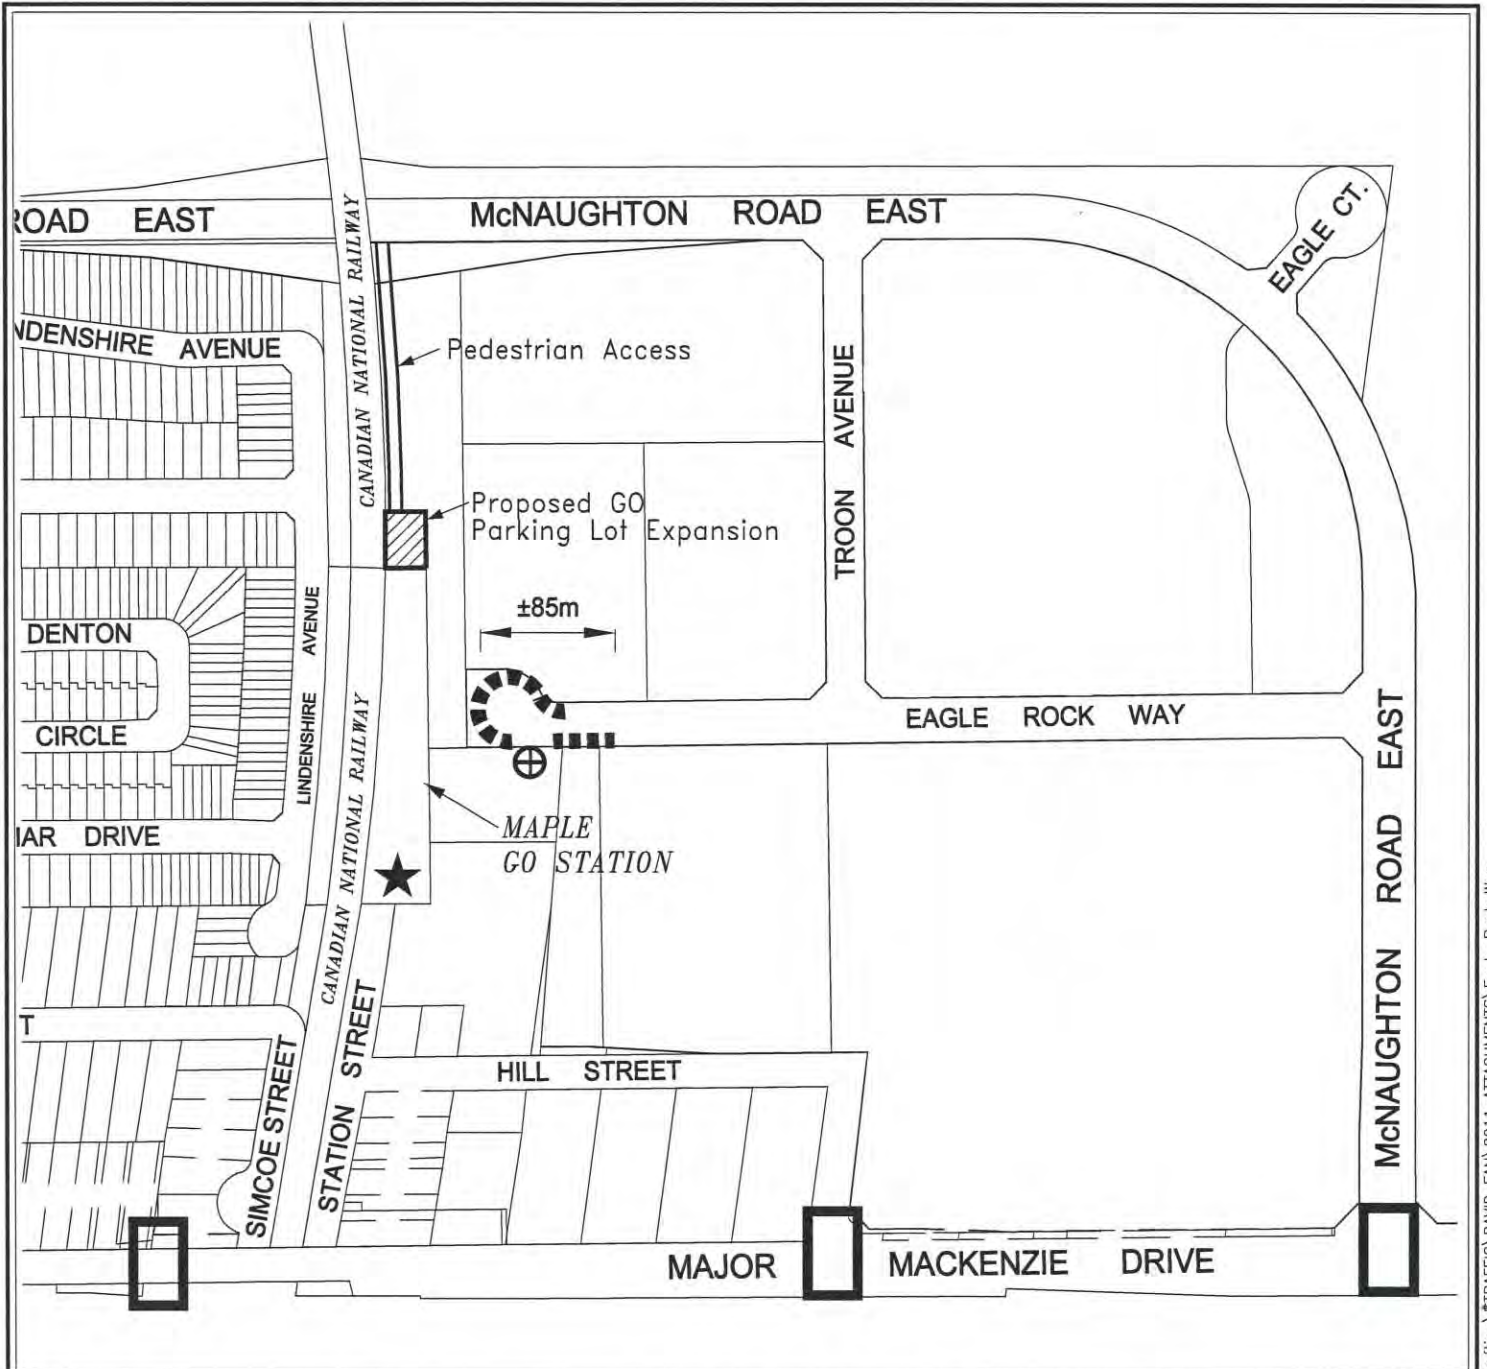 ROAD EAST
McNAUGHTON ROAD EAST
EAGLE CT.
CANADIAN NATIONAL RAILWAY
NDENSHIRE AVENUE
Pedestrian Access
TROON AVENUE
Proposed GO
Parking Lot Expansion
±85m
LINDENSHIRE AVENUE
DENTON
CIRCLE
EAGLE ROCK WAY
CANADIAN NATIONAL RAILWAY
McNAUGHTON ROAD EAST
IAR DRIVE
MAPLE
GO STATION
T
SIMCOE STREET
STATION STREET
HILL STREET
MAJOR MACKENZIE DRIVE